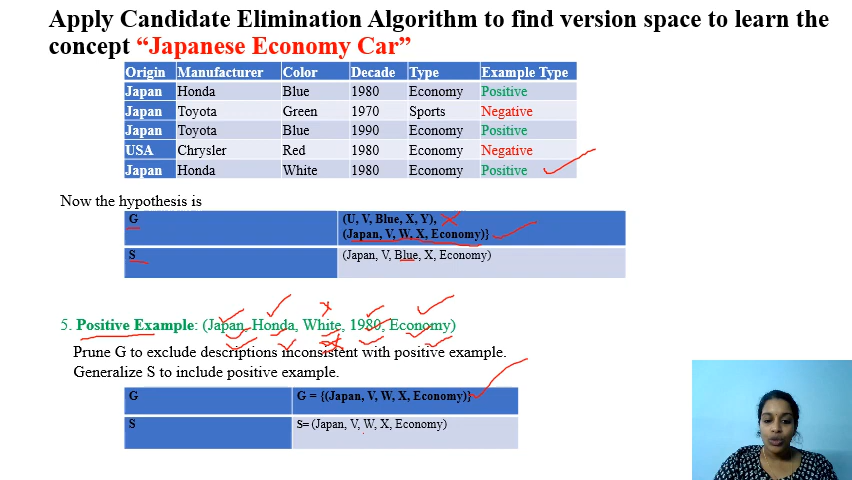 Apply Candidate Elimination Algorithm to find version space to learn the
concept “Japanese Economy Car”
Origin Manufacturer Color Decade Type Example Type
Japan Honda Blue 1980 Economy Positive
Japan Toyota Green 1970 Sports Negative
Japan Toyota Blue 1990 Economy Positive
USA Chrysler Red 1980 Economy Negative
Japan Honda White 1980 Economy Positive
Now the hypothesis is
G (U, V, Blue, X, Y),
(Japan, V, W, X, Economy)}
S (Japan, V, Blue, X, Economy)
5. Positive Example: (Japan, Honda, White, 1980, Economy)
Prune G to exclude descriptions inconsistent with positive example.
Generalize S to include positive example.
G G = {(Japan, V, W, X, Economy)}
S S= (Japan, V, W, X, Economy)